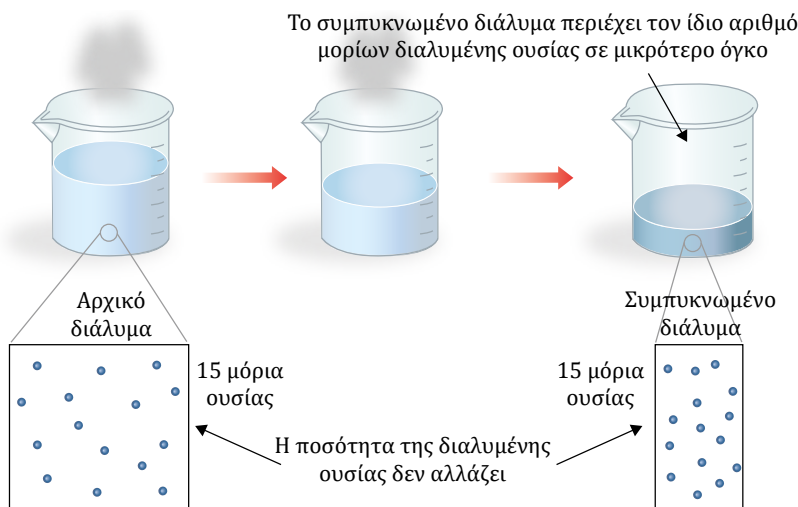 Το συμπυκνωμένο διάλυμα περιέχει τον ίδιο αριθμό
μορίων διαλυμένης ουσίας σε μικρότερο όγκο
Αρχικό
διάλυμα
Συμπυκνωμένο
διάλυμα
15 μόρια
ουσίας
15 μόρια
ουσίας
Η ποσότητα της διαλυμένης
ουσίας δεν αλλάζει